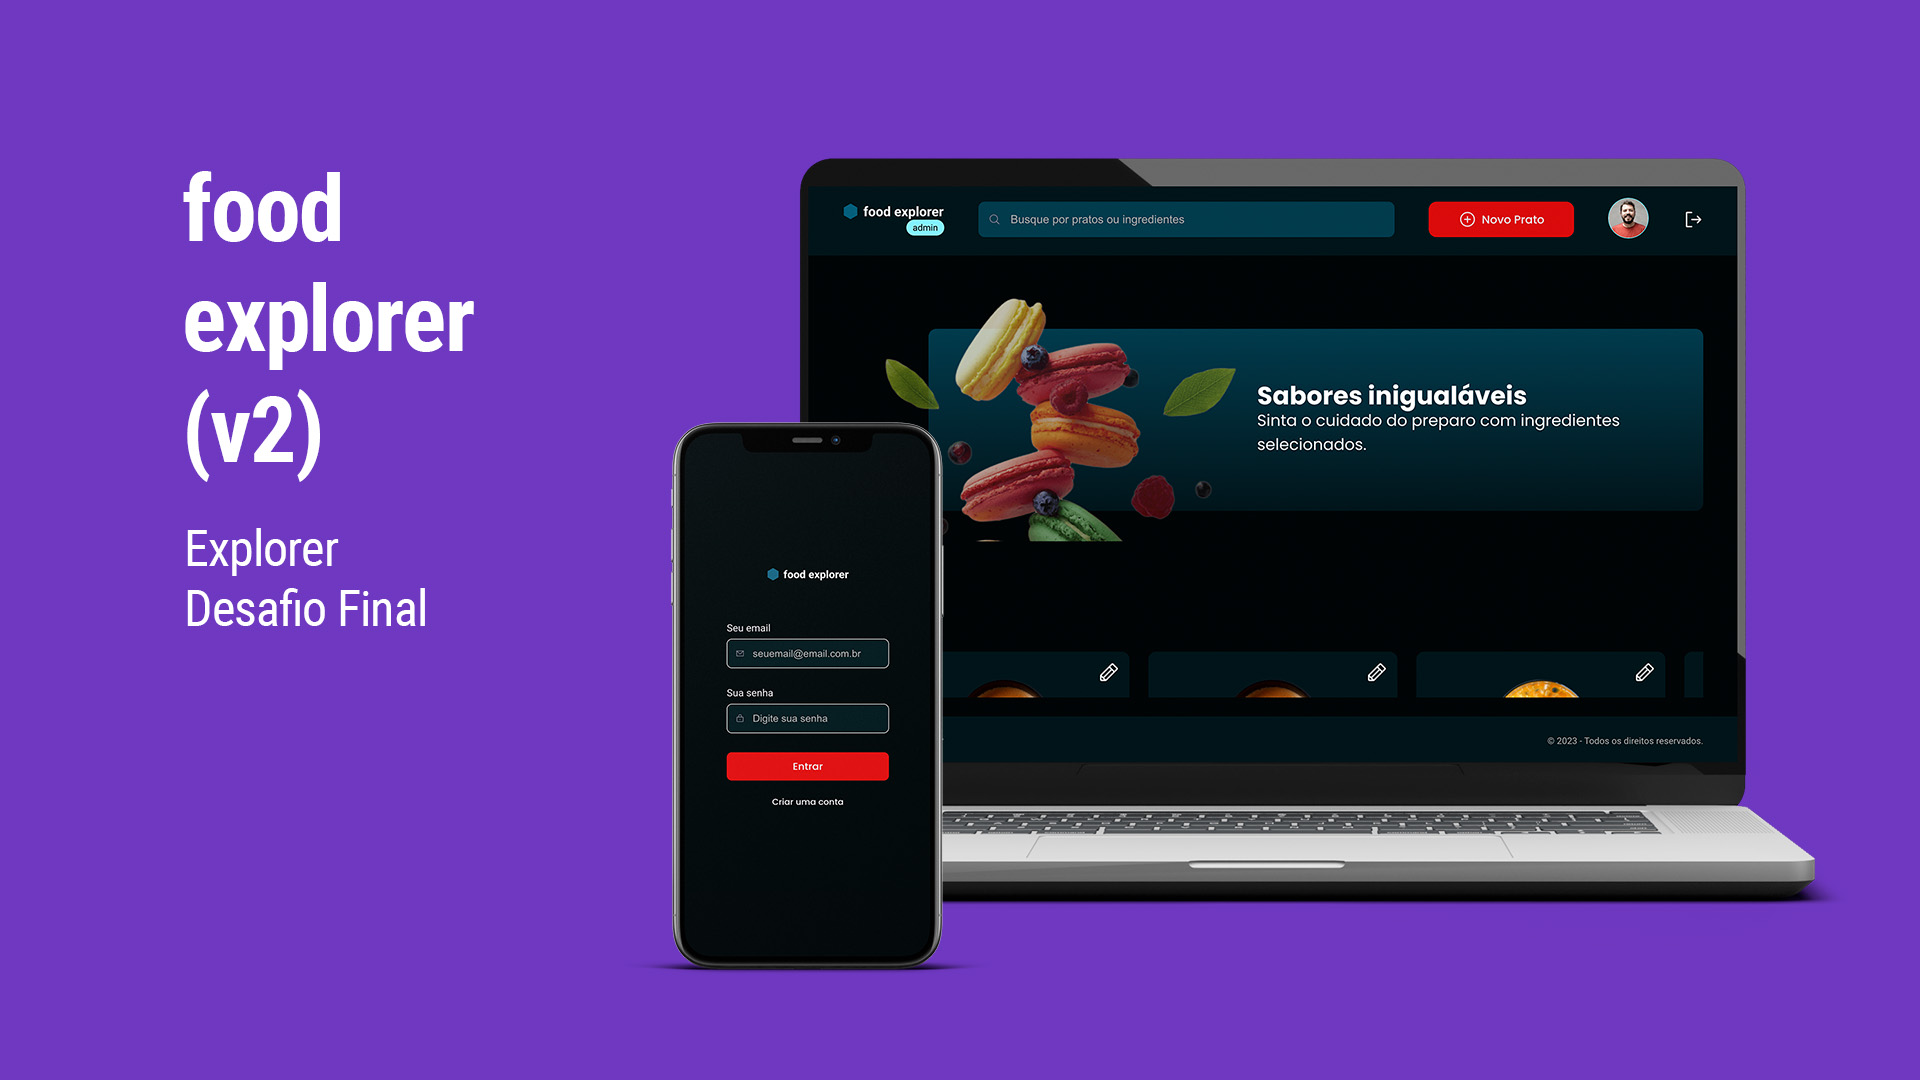 food
explorer
(v2)
Explorer
Desafio Final
food explorer
admin
Busque por pratos ou ingredientes
Novo Prato
Sabores inigualáveis
Sinta o cuidado do preparo com ingredientes
selecionados.
© 2023 - Todos os direitos reservados.
food explorer
Seu email
seuemail@email.com.br
Sua senha
Digite sua senha
Entrar
Criar uma conta